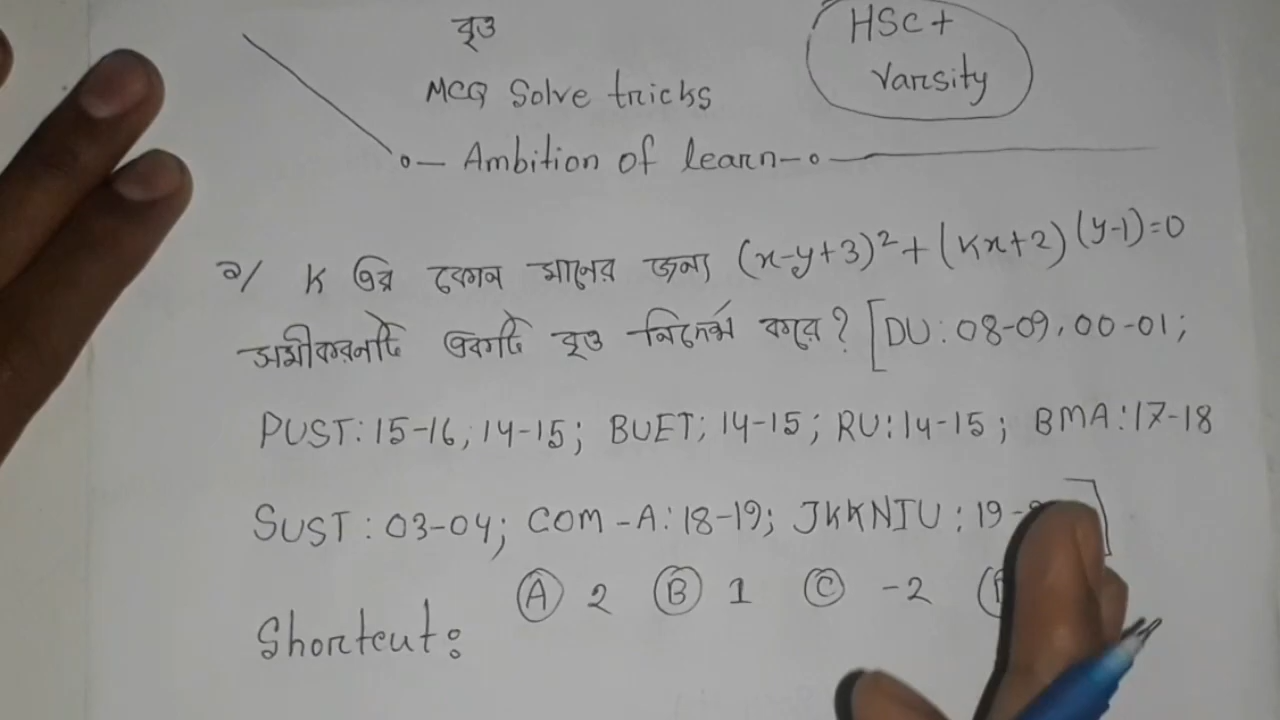 বৃত্ত
HSC+
Varsity
MCQ Solve tricks
Ambition of learn
৯/ K এর কোন মানের জন্য (x-y+3)²+(Kx+2)(y-1)=0
সমীকরনটি একটি বৃত্ত নির্দেশ করে? [DU: 08-09, 00-01;
PUST: 15-16, 14-15; BUET; 14-15; RU: 14-15; BMA: 17-18
SUST: 03-04; COM-A: 18-19; JKKNIU: 19-
Ⓐ 2 Ⓑ 1 Ⓒ -2
Shortcut: